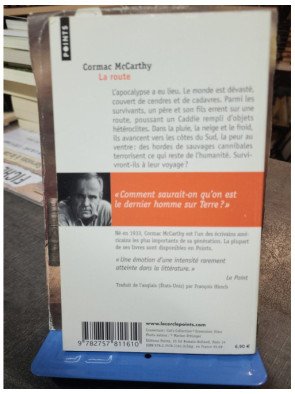 POINTS
Cormac McCarthy
La route
L'apocalypse a eu lieu. Le monde est dévasté,
couvert de cendres et de cadavres. Parmi les
survivants, un père et son fils errent sur une
route, poussant un Caddie rempli d'objets
hétéroclites. Dans la pluie, la neige et le froid,
ils avancent vers les côtes du Sud, la peur au
ventre : des hordes de sauvages cannibales
terrorisent ce qui reste de l'humanité. Survi-
vront-ils à leur voyage ?
« Comment saurait-on qu'on est
le dernier homme sur Terre ? »
Né en 1933, Cormac McCarthy est l'un des écrivains amé-
ricains les plus importants de sa génération. La plupart
de ses livres sont disponibles en Points.
« Une émotion d'une intensité rarement
atteinte dans la littérature. »
Le Point
Traduit de l'anglais (États-Unis) par François Hirsch
www.lecerclepoints.com
9 782757 811610
6,90 €